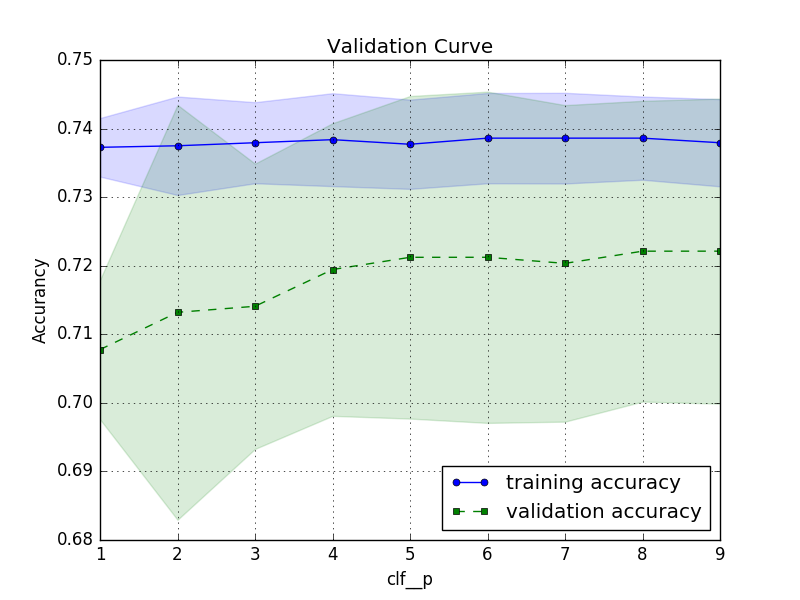 Validation Curve
0.75
0.74
0.73
0.72
0.71
0.70
0.69
0.68
Accurancy
training accuracy
validation accuracy
1 2 3 4 5 6 7 8 9
clf__p